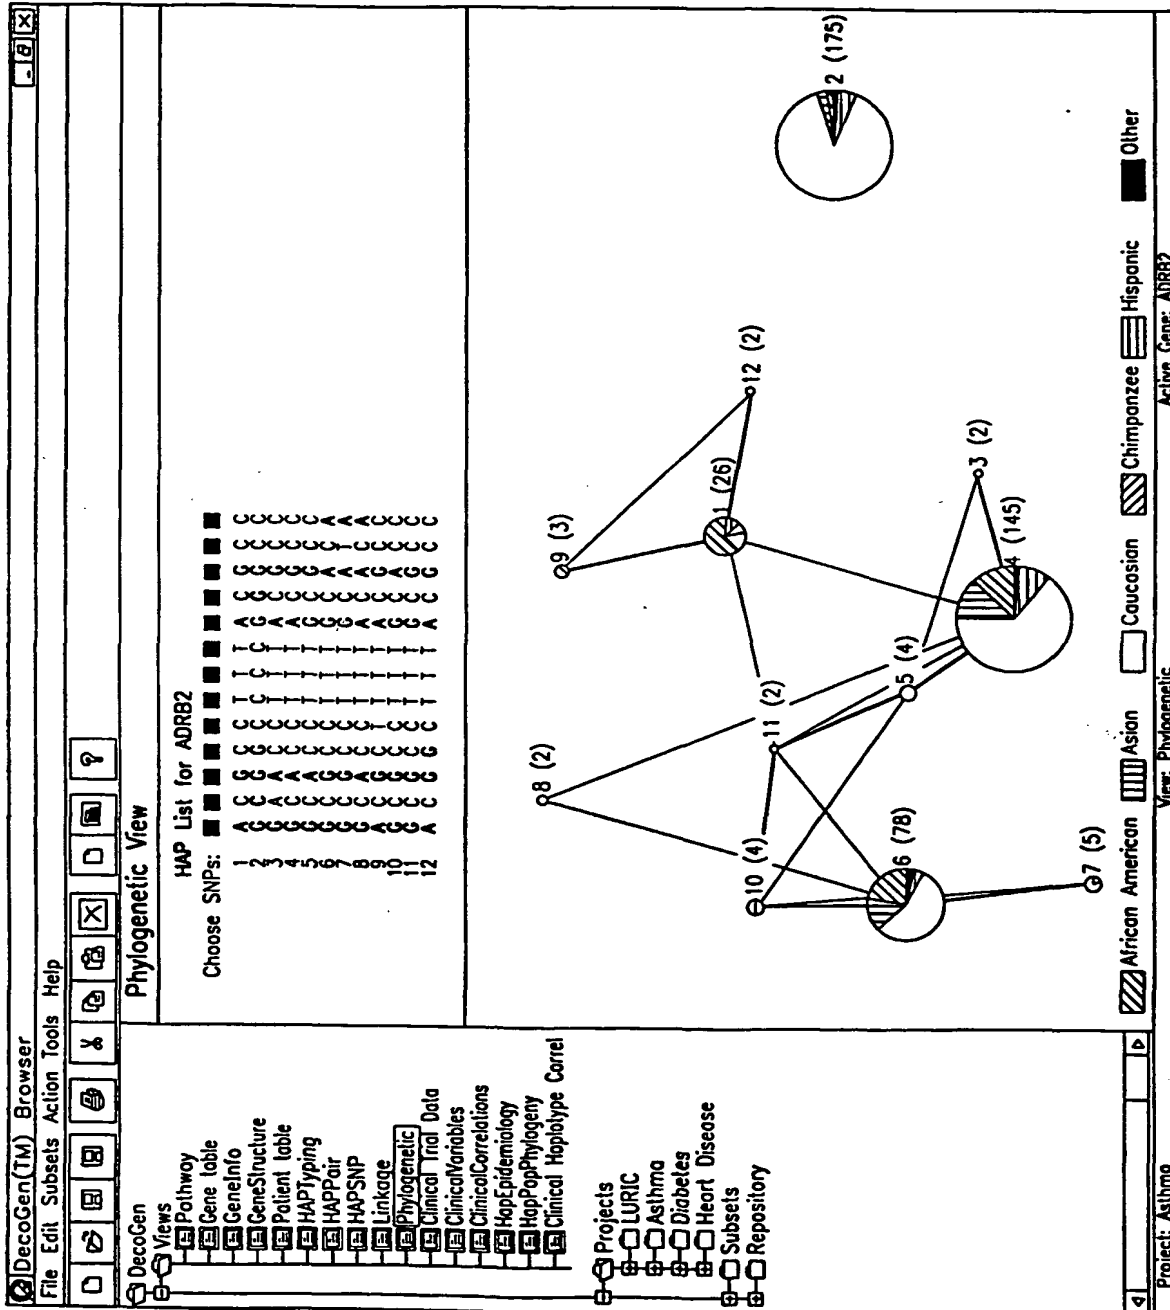 DecoGen(TM) Browser
File Edit Subsets Action Tools Help
DecoGen
Views
Pathway
Gene table
GeneInfo
GeneStructure
Patient table
HAPTyping
HAPPair
HAPSNP
Linkage
Phylogenetic
Clinical Trial Data
ClinicalVariables
ClinicalCorrelations
HapEpidemiology
HapPopPhylogeny
Clinical Haplotype Correl
Projects
LURIC
Asthma
Diabetes
Heart Disease
Subsets
Repository
Phylogenetic View
HAP List for ADRB2
Choose SNPs:
1 A C G C C T T T A C G C C
2 G C G G C C C C G C G C C
3 G A A C C T T T A C G C C
4 G C A C C T T T A C G C C
5 G C A C C T T T G C G C C
6 G C G C C T T T G C A C A
7 G C G C C T T T G C A T A
8 G C A C C T T T A C A C A
9 A C G C T T T T A C G C C
10 G C G C C T T T G C A C C
11 G C G C C T T T G C G C C
12 A C G G C T T T A C G C C
8 (2)
9 (3)
10 (4)
11 (2)
1 (26)
12 (2)
2 (175)
6 (78)
5 (4)
3 (2)
4 (145)
7 (5)
African American
Asian
Caucasian
Chimpanzee
Hispanic
Other
Project: Asthma
View: Phylogenetic
Active Gene: ADRB2